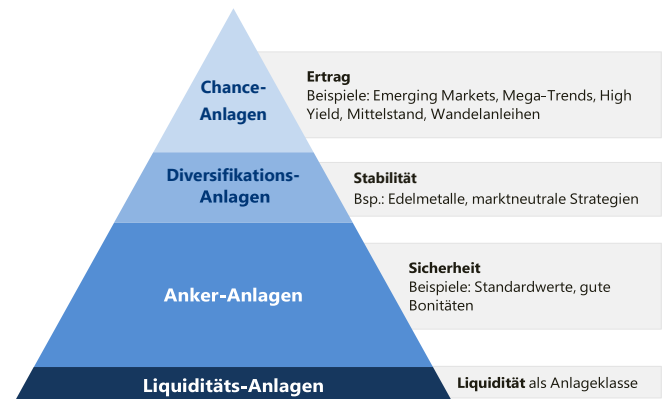 Chance-
Anlagen
Ertrag
Beispiele: Emerging Markets, Mega-Trends, High
Yield, Mittelstand, Wandelanleihen
Diversifikations-
Anlagen
Stabilität
Bsp.: Edelmetalle, marktneutrale Strategien
Anker-Anlagen
Sicherheit
Beispiele: Standardwerte, gute
Bonitäten
Liquiditäts-Anlagen
Liquidität als Anlageklasse